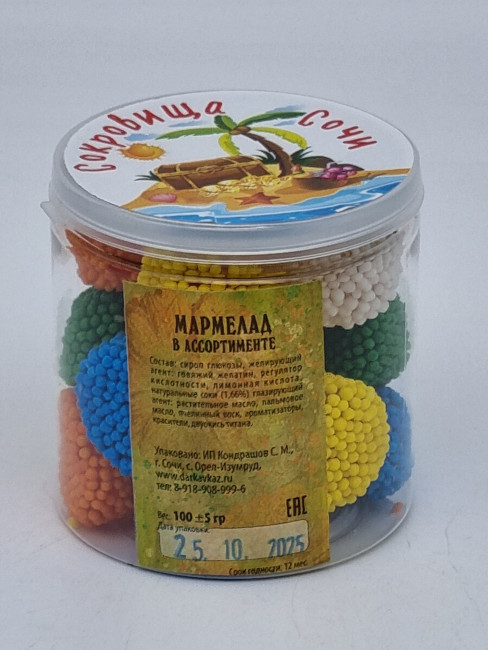 Сокровища Сочи
МАРМЕЛАД
В АССОРТИМЕНТЕ
Состав: сироп глюкозы, желирующий
агент: говяжий желатин, регулятор
кислотности, лимонная кислота,
натуральные соки (1,66%) глазирующий
агент: растительное масло, пальмовое
масло, пчелиный воск, ароматизаторы,
красители, двуокись титана.
Упаковано: ИП Кондрашов С. М.,
г. Сочи, с. Орел-Изумруд,
www.darkavkaz.ru
тел: 8-918-908-999-6
Вес: 100 ±5 гр
EAC
Дата упаковки:
25. 10. 2025
Срок годности: 12 мес.